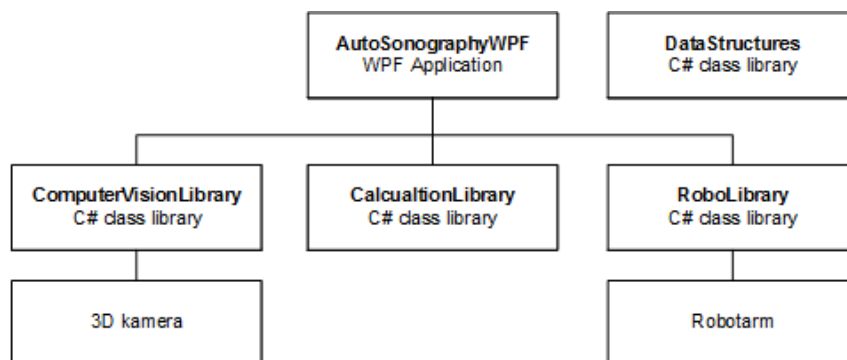 AutoSonographyWPF
WPF Application
DataStructures
C# class library
ComputerVisionLibrary
C# class library
CalcualtionLibrary
C# class library
RoboLibrary
C# class library
3D kamera
Robotarm